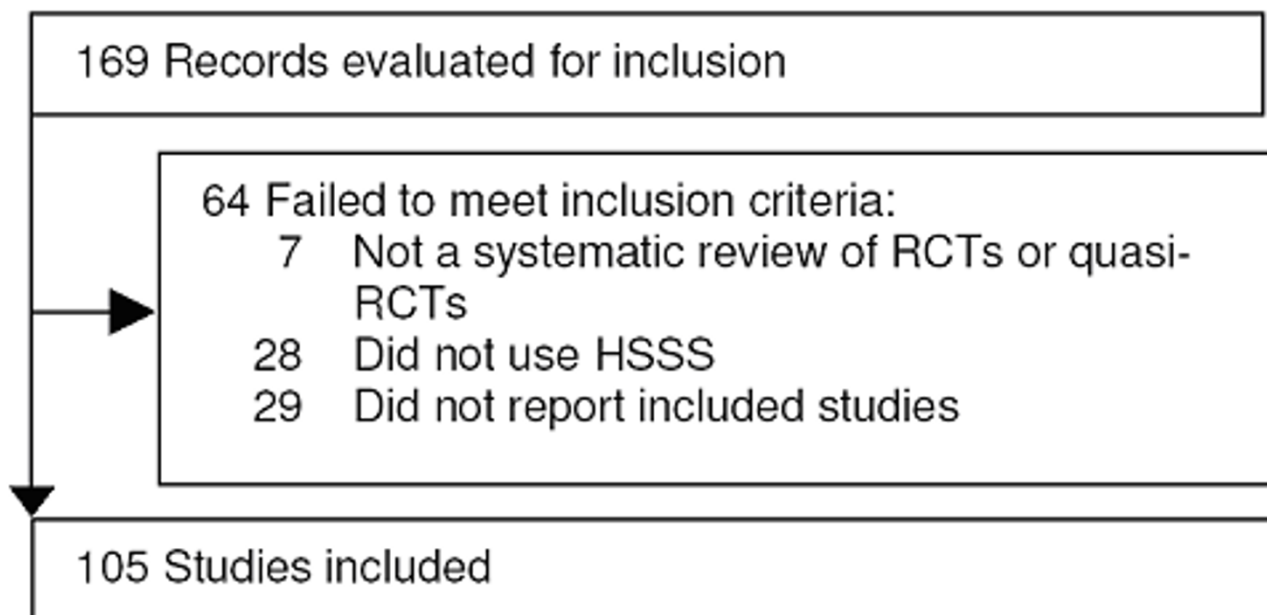 169 Records evaluated for inclusion
64 Failed to meet inclusion criteria:
7 Not a systematic review of RCTs or quasi-
RCTs
28 Did not use HSSS
29 Did not report included studies
105 Studies included